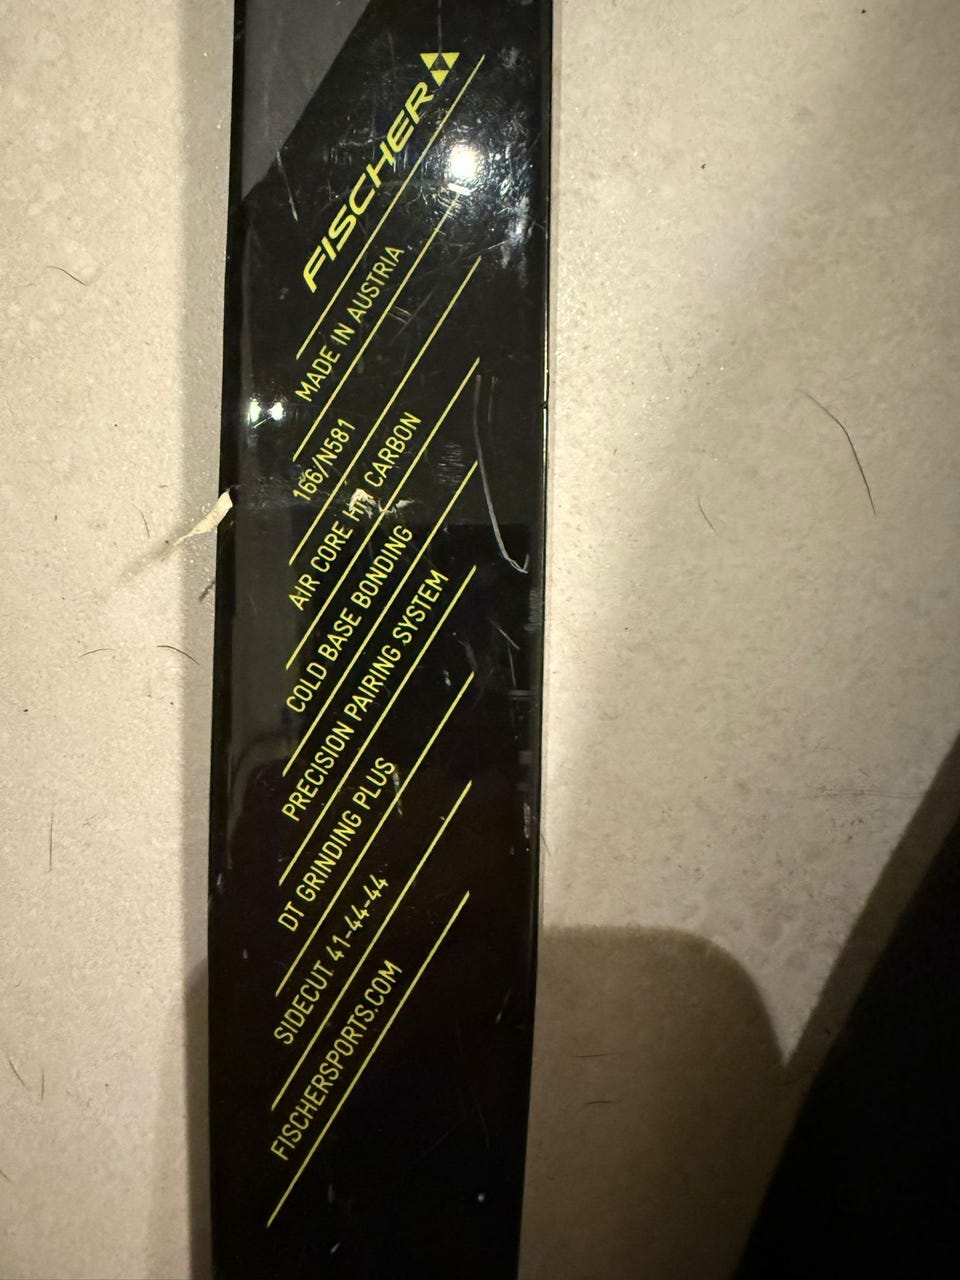 FISCHER
MADE IN AUSTRIA
166/N581
AIR CORE HM CARBON
COLD BASE BONDING
PRECISION PAIRING SYSTEM
DT GRINDING PLUS
SIDECUT 41-44-44
FISCHERSPORTS.COM